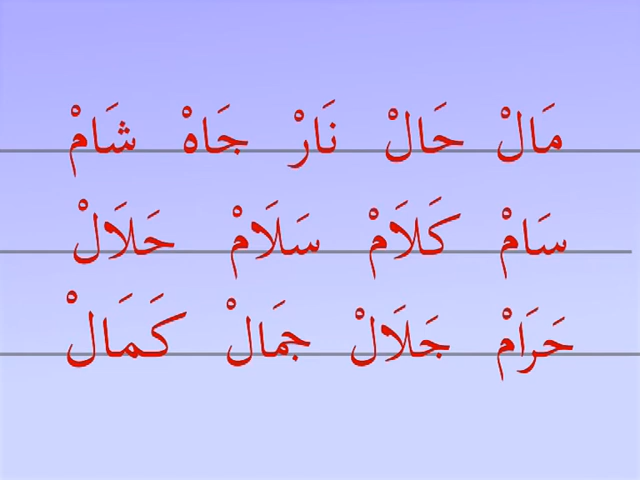 مَالْ حَالْ نَارْ جَاهْ شَامْ
سَامْ كَلَامْ سَلَامْ حَلَالْ
حَرَامْ جَلَالْ جَمَالْ كَمَالْ